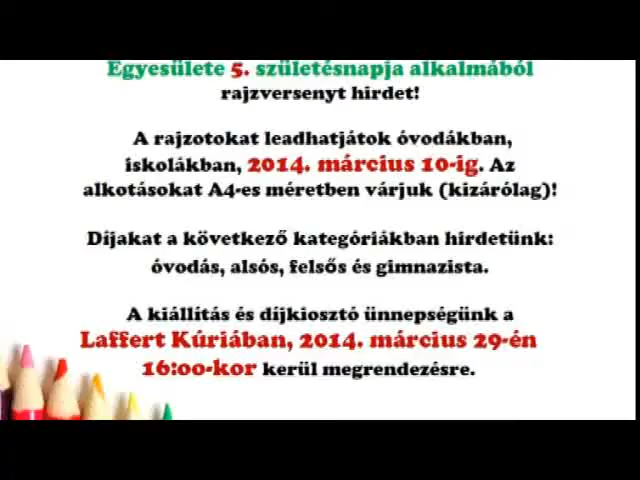 Egyesülete 5. születésnapja alkalmából
rajzversenyt hirdet!
A rajzotokat leadhatjátok óvodákban,
iskolákban, 2014. március 10-ig. Az
alkotásokat A4-es méretben várjuk (kizárólag)!
Díjakat a következő kategóriákban hirdetünk:
óvodás, alsós, felsős és gimnazista.
A kiállítás és díjkiosztó ünnepségünk a
Laffert Kúriában, 2014. március 29-én
16:00-kor kerül megrendezésre.